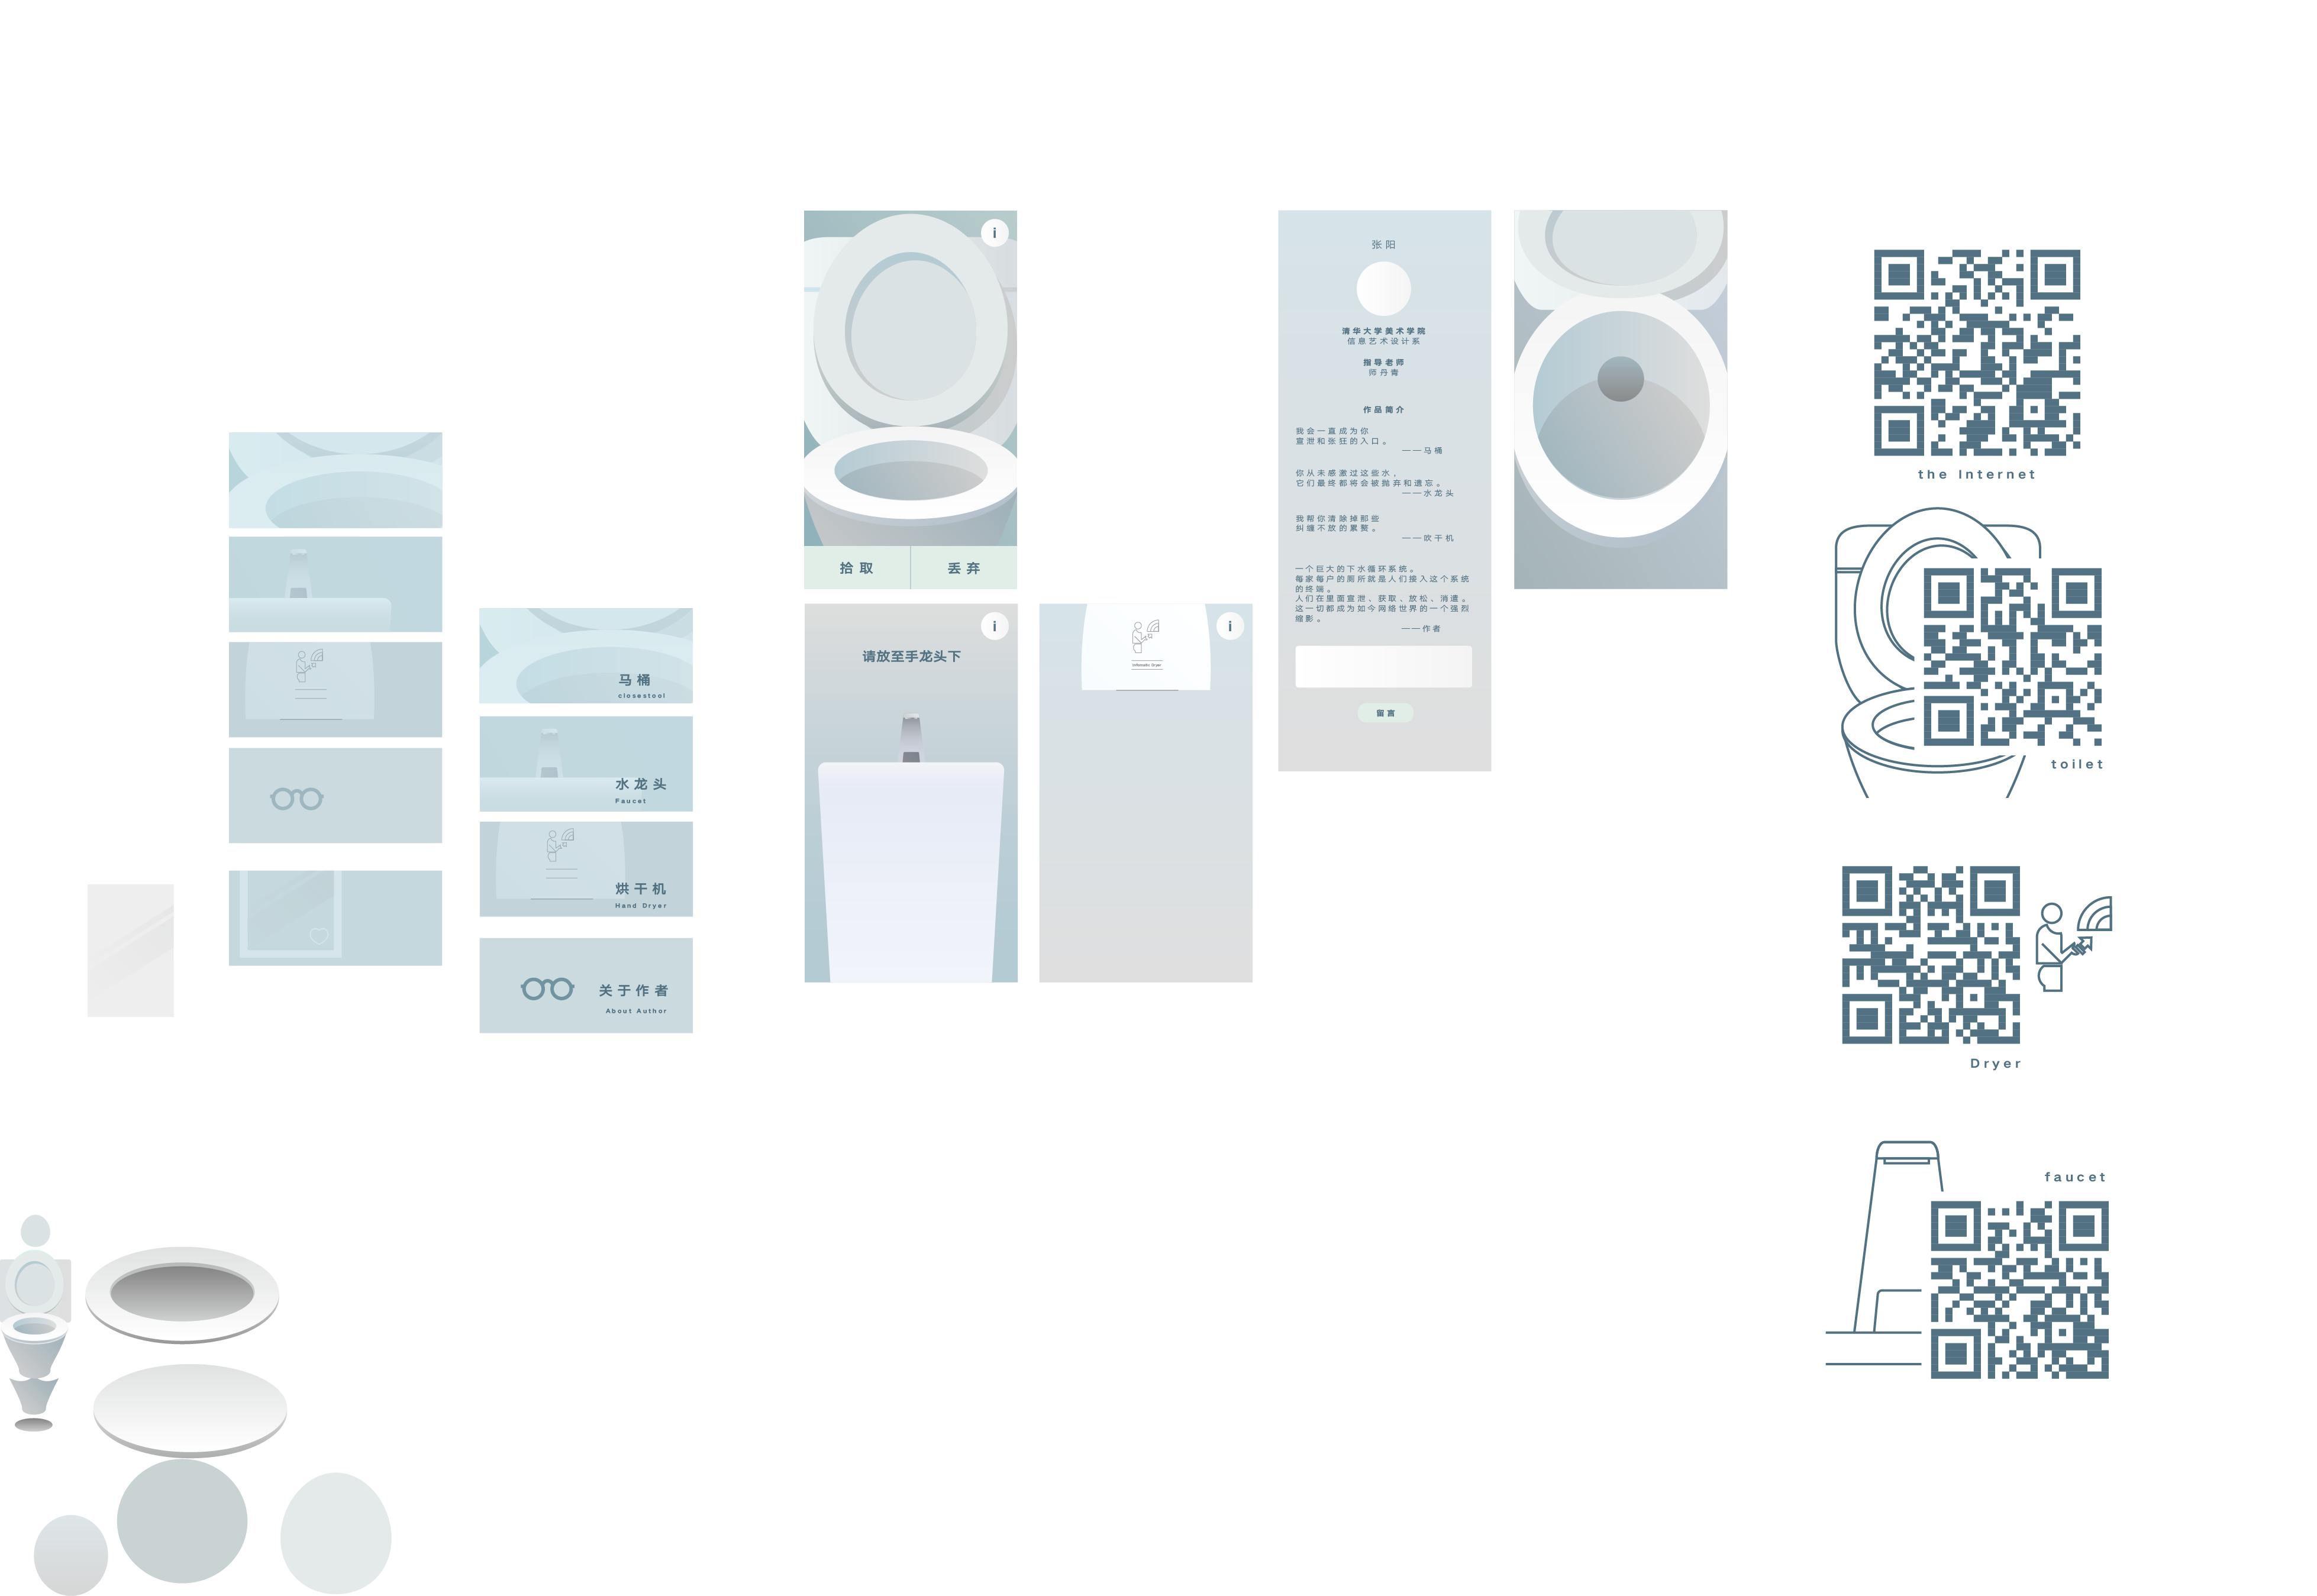 马桶
closestool
水龙头
Faucet
烘干机
Hand Dryer
关于作者
About Author
i
拾取
丢弃
i
请放至手龙头下
i
Infomatic Dryer
张阳
清华大学美术学院
信息艺术设计系
指导老师
师丹青
作品简介
我会一直成为你
宣泄和张狂的入口。
——马桶
你从未感激过这些水，
它们最终都将会被抛弃和遗忘。
——水龙头
我帮你清除掉那些
纠缠不放的累赘。
——吹干机
一个巨大的下水循环系统。
每家每户的厕所就是人们接入这个系统
的终端。
人们在里面宣泄、获取、放松、消遣。
这一切都成为如今网络世界的一个强烈
缩影。
——作者
留言
the Internet
toilet
Dryer
faucet